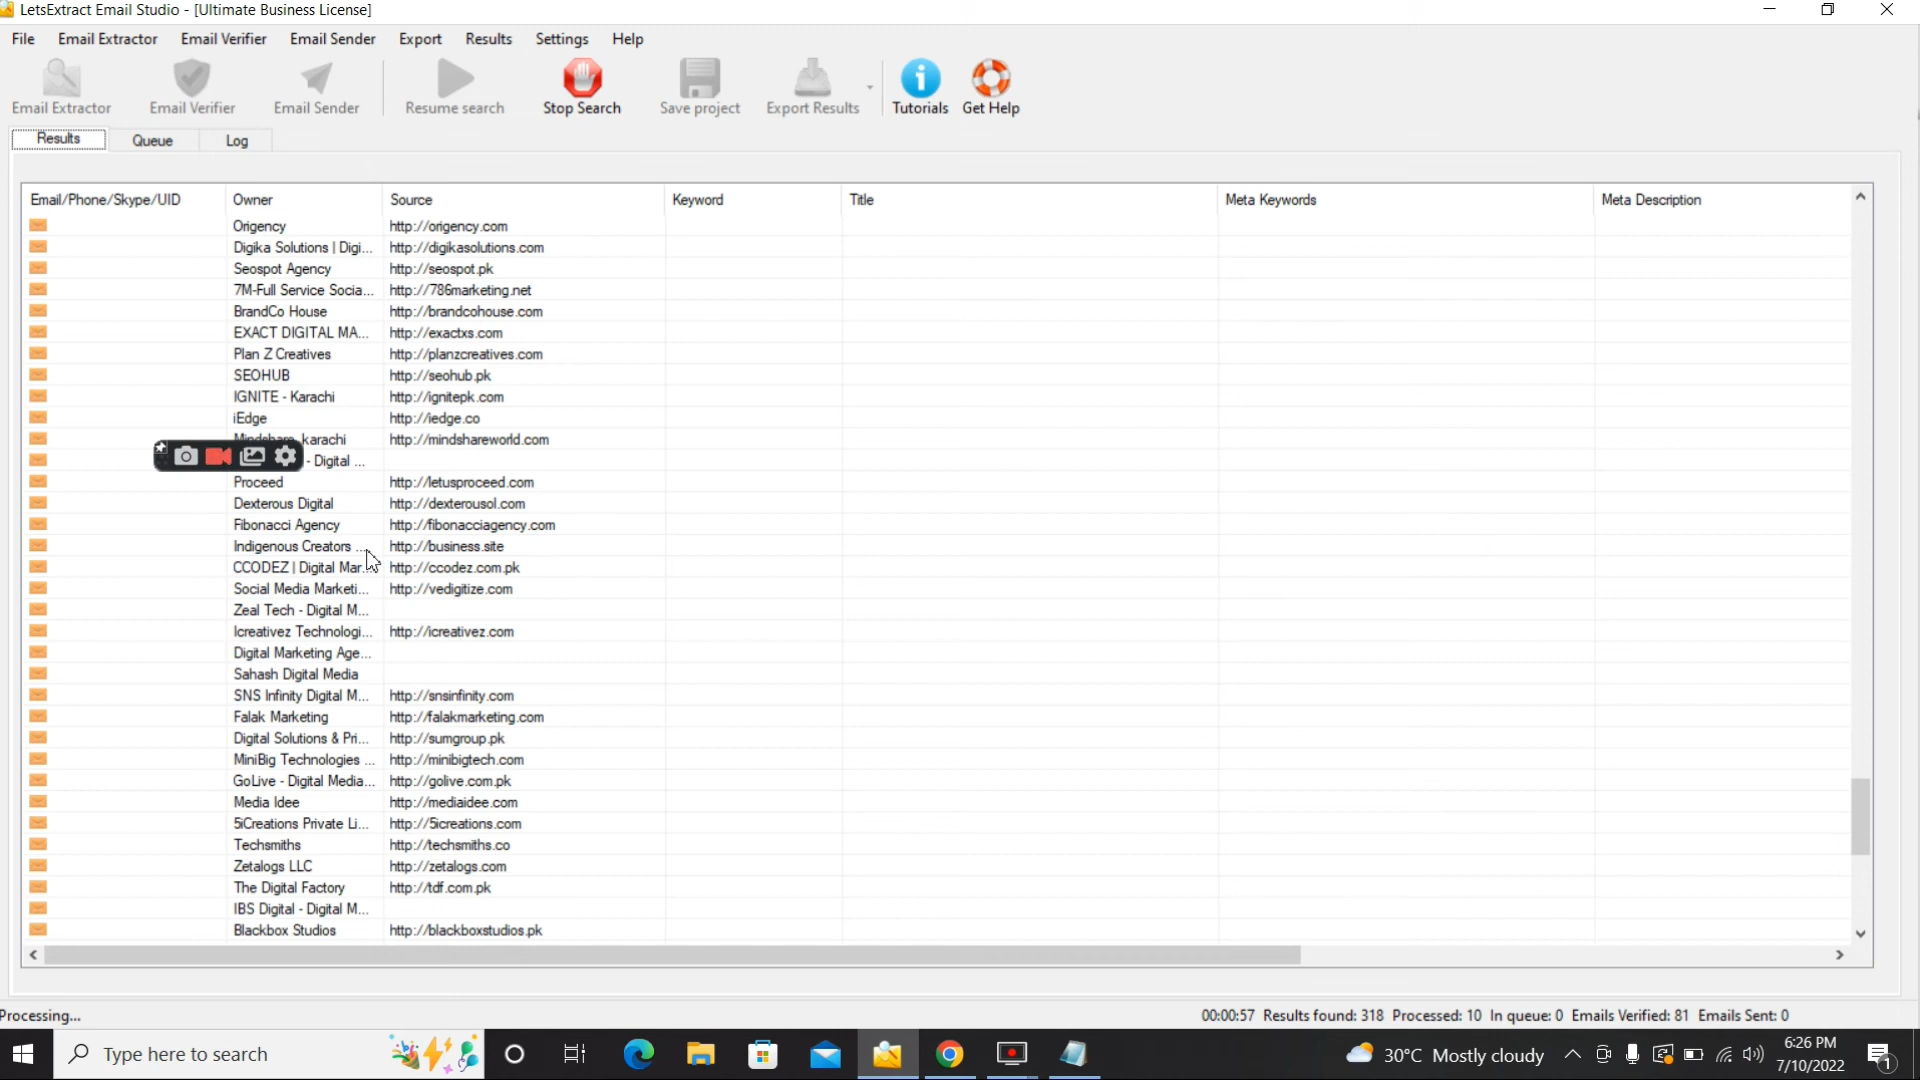 LetsExtract Email Studio - [Ultimate Business License]
File Email Extractor Email Verifier Email Sender Export Results Settings Help
Email Extractor Email Verifier Email Sender Resume search Stop Search Save project Export Results Tutorials Get Help
Results Queue Log
Email/Phone/Skype/UID Owner Source Keyword Title Meta Keywords Meta Description
Origency http://origency.com
Digika Solutions | Digi... http://digikasolutions.com
Seospot Agency http://seospot.pk
7M-Full Service Socia... http://786marketing.net
BrandCo House http://brandcohouse.com
EXACT DIGITAL MA... http://exactxs.com
Plan Z Creatives http://planzcreatives.com
SEOHUB http://seohub.pk
IGNITE - Karachi http://ignitepk.com
iEdge http://iedge.co
Mindshare, karachi http://mindshareworld.com
- Digital ...
Proceed http://letusproceed.com
Dexterous Digital http://dexterousol.com
Fibonacci Agency http://fibonacciagency.com
Indigenous Creators ... http://business.site
CCODEZ | Digital Mar... http://ccodez.com.pk
Social Media Marketi... http://vedigitize.com
Zeal Tech - Digital M...
Icreativez Technologi... http://icreativez.com
Digital Marketing Age...
Sahash Digital Media
SNS Infinity Digital M... http://snsinfinity.com
Falak Marketing http://falakmarketing.com
Digital Solutions & Pri... http://sumgroup.pk
MiniBig Technologies ... http://minibigtech.com
GoLive - Digital Media... http://golive.com.pk
Media Idee http://mediaidee.com
5iCreations Private Li... http://5icreations.com
Techsmiths http://techsmiths.co
Zetalogs LLC http://zetalogs.com
The Digital Factory http://tdf.com.pk
IBS Digital - Digital M...
Blackbox Studios http://blackboxstudios.pk
Processing... 00:00:57 Results found: 318 Processed: 10 In queue: 0 Emails Verified: 81 Emails Sent: 0
Type here to search 30°C Mostly cloudy 6:26 PM
7/10/2022 1